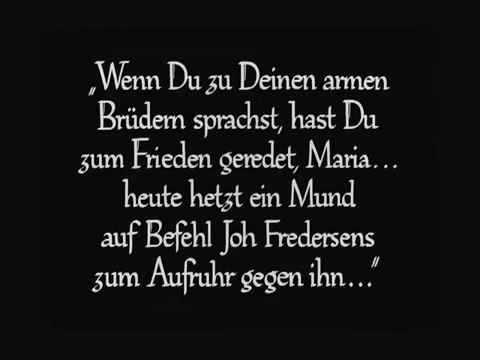 „Wenn Du zu Deinen armen
Brüdern sprachst, hast Du
zum Frieden geredet, Maria...
heute hetzt ein Mund
auf Befehl Joh Fredersens
zum Aufruhr gegen ihn...“